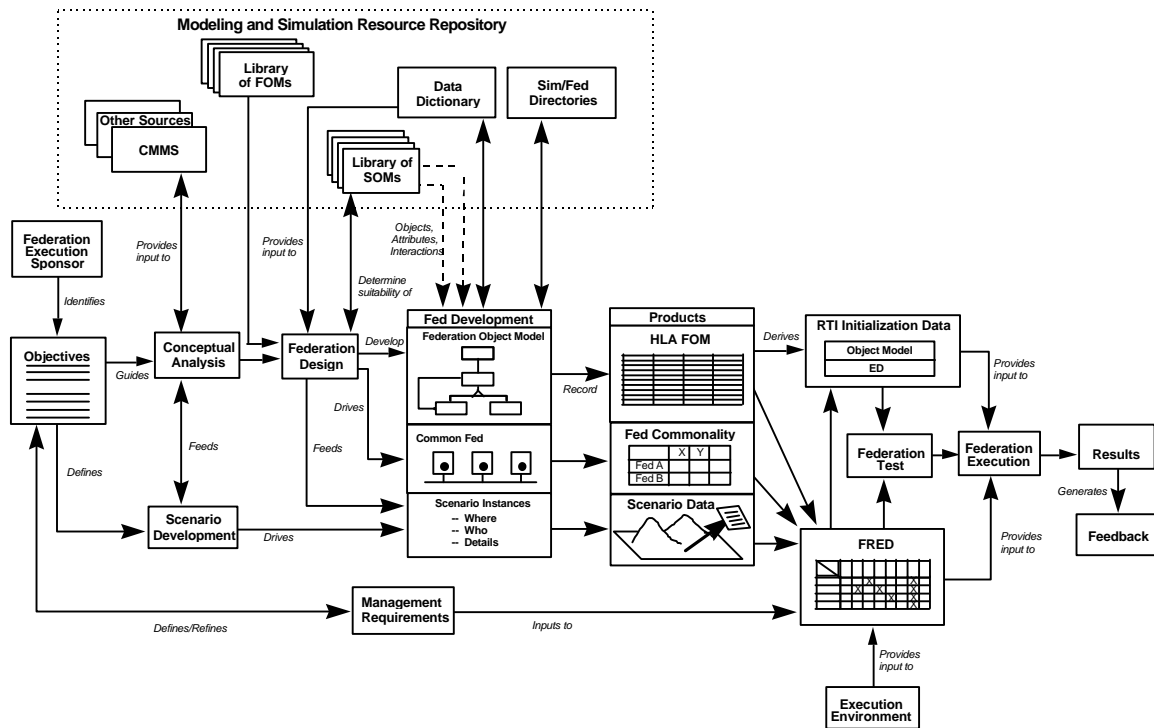 Modeling and Simulation Resource Repository
Library
of FOMs
Data
Dictionary
Sim/Fed
Directories
Other Sources
CMMS
Library of
SOMs
Federation
Execution
Sponsor
Provides
input to
Provides
input to
Objects,
Attributes,
Interactions
Determine
suitability of
Identifies
Objectives
Guides
Conceptual
Analysis
Federation
Design
Develop
Drives
Feeds
Feeds
Defines
Fed Development
Federation Object Model
Common Fed
Scenario Instances
-- Where
-- Who
-- Details
Record
Products
HLA FOM
Fed Commonality
X Y
Fed A
Fed B
Scenario Data
Derives
RTI Initialization Data
Object Model
ED
Provides
input to
Federation
Test
Federation
Execution
Results
Generates
Feedback
Scenario
Development
Drives
FRED
X X
X X X
X X
X
Provides
input to
Management
Requirements
Defines/Refines
Inputs to
Provides
input to
Execution
Environment